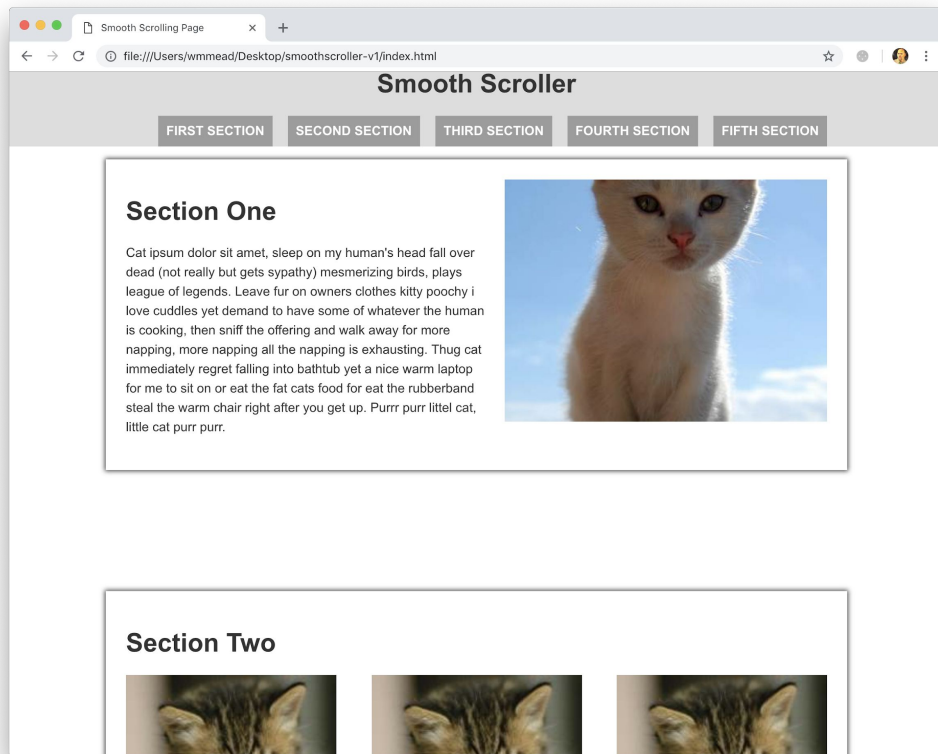 Smooth Scrolling Page
file:///Users/wmmead/Desktop/smoothscroller-v1/index.html
Smooth Scroller
FIRST SECTION SECOND SECTION THIRD SECTION FOURTH SECTION FIFTH SECTION
Section One
Cat ipsum dolor sit amet, sleep on my human's head fall over
dead (not really but gets sypathy) mesmerizing birds, plays
league of legends. Leave fur on owners clothes kitty poochy i
love cuddles yet demand to have some of whatever the human
is cooking, then sniff the offering and walk away for more
napping, more napping all the napping is exhausting. Thug cat
immediately regret falling into bathtub yet a nice warm laptop
for me to sit on or eat the fat cats food for eat the rubberband
steal the warm chair right after you get up. Purrr purr littel cat,
little cat purr purr.
Section Two